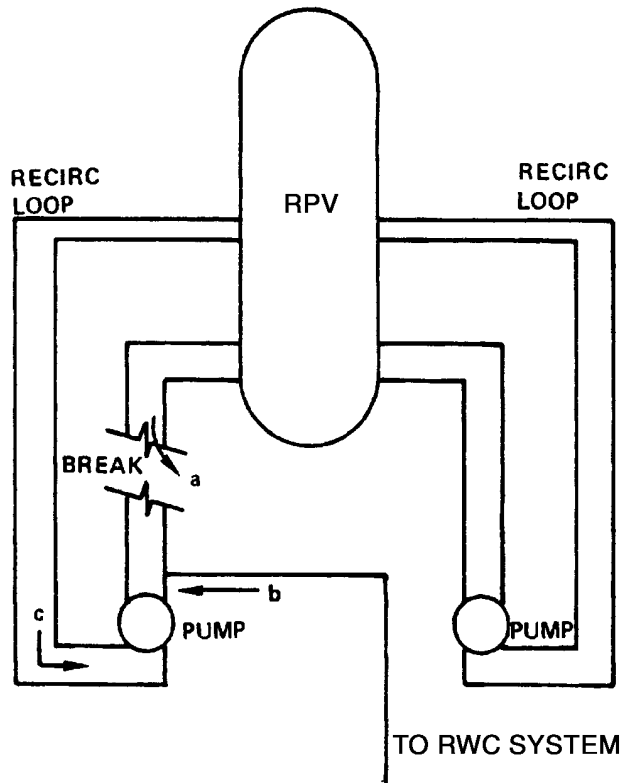 RECIRC
LOOP
RPV
RECIRC
LOOP
BREAK
a
b
c
PUMP
PUMP
TO RWC SYSTEM